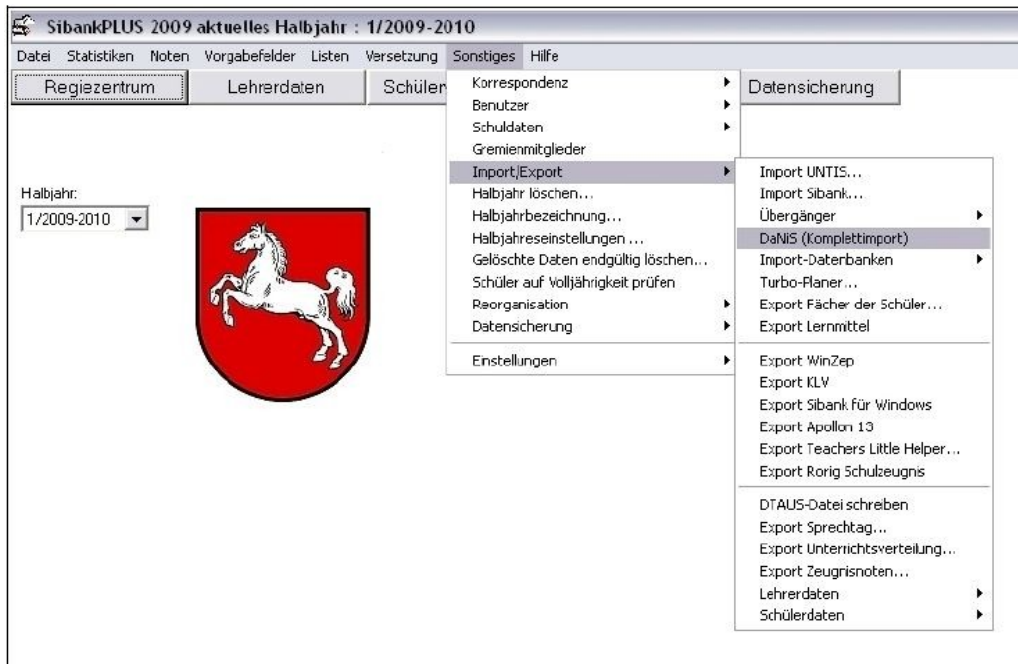 SibankPLUS 2009 aktuelles Halbjahr : 1/2009-2010
Datei Statistiken Noten Vorgabefelder Listen Versetzung Sonstiges Hilfe
Regiezentrum Lehrerdaten Schüler Datensicherung
Halbjahr:
1/2009-2010
Korrespondenz
Benutzer
Schuldaten
Gremienmitglieder
Import/Export
Halbjahr löschen...
Halbjahrbezeichnung...
Halbjahreseinstellungen ...
Gelöschte Daten endgültig löschen...
Schüler auf Volljährigkeit prüfen
Reorganisation
Datensicherung
Einstellungen
Import UNTIS...
Import Sibank...
Übergänger
DaNiS (Komplettimport)
Import-Datenbanken
Turbo-Planer...
Export Fächer der Schüler...
Export Lernmittel
Export WinZep
Export KLV
Export Sibank für Windows
Export Apollon 13
Export Teachers Little Helper...
Export Rorig Schulzeugnis
DTAUS-Datei schreiben
Export Sprechtag...
Export Unterrichtsverteilung...
Export Zeugnisnoten...
Lehrerdaten
Schülerdaten